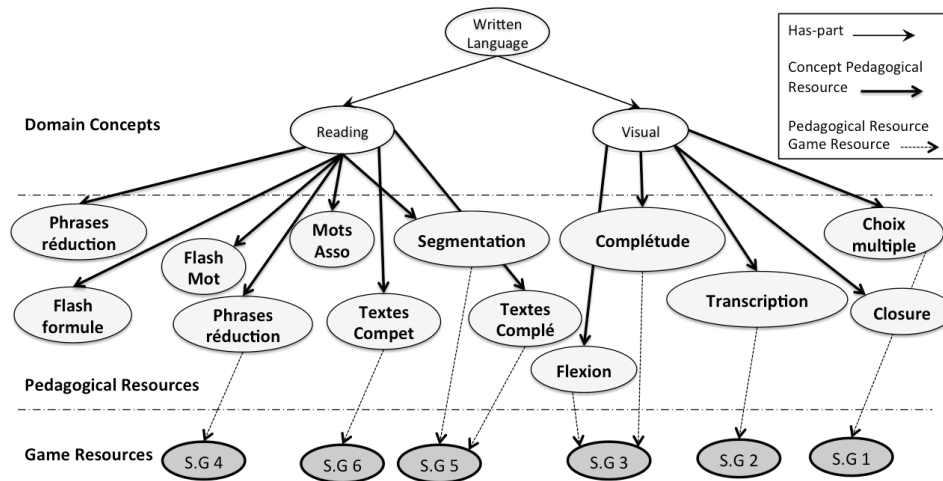 Written
Language
Has-part
Concept Pedagogical
Resource
Pedagogical Resource
Game Resource
Domain Concepts
Reading
Visual
Phrases
réduction
Flash
Mot
Mots
Asso
Segmentation
Complétude
Choix
multiple
Flash
formule
Phrases
réduction
Textes
Compet
Textes
Complé
Transcription
Closure
Flexion
Pedagogical Resources
Game Resources
S.G 4
S.G 6
S.G 5
S.G 3
S.G 2
S.G 1